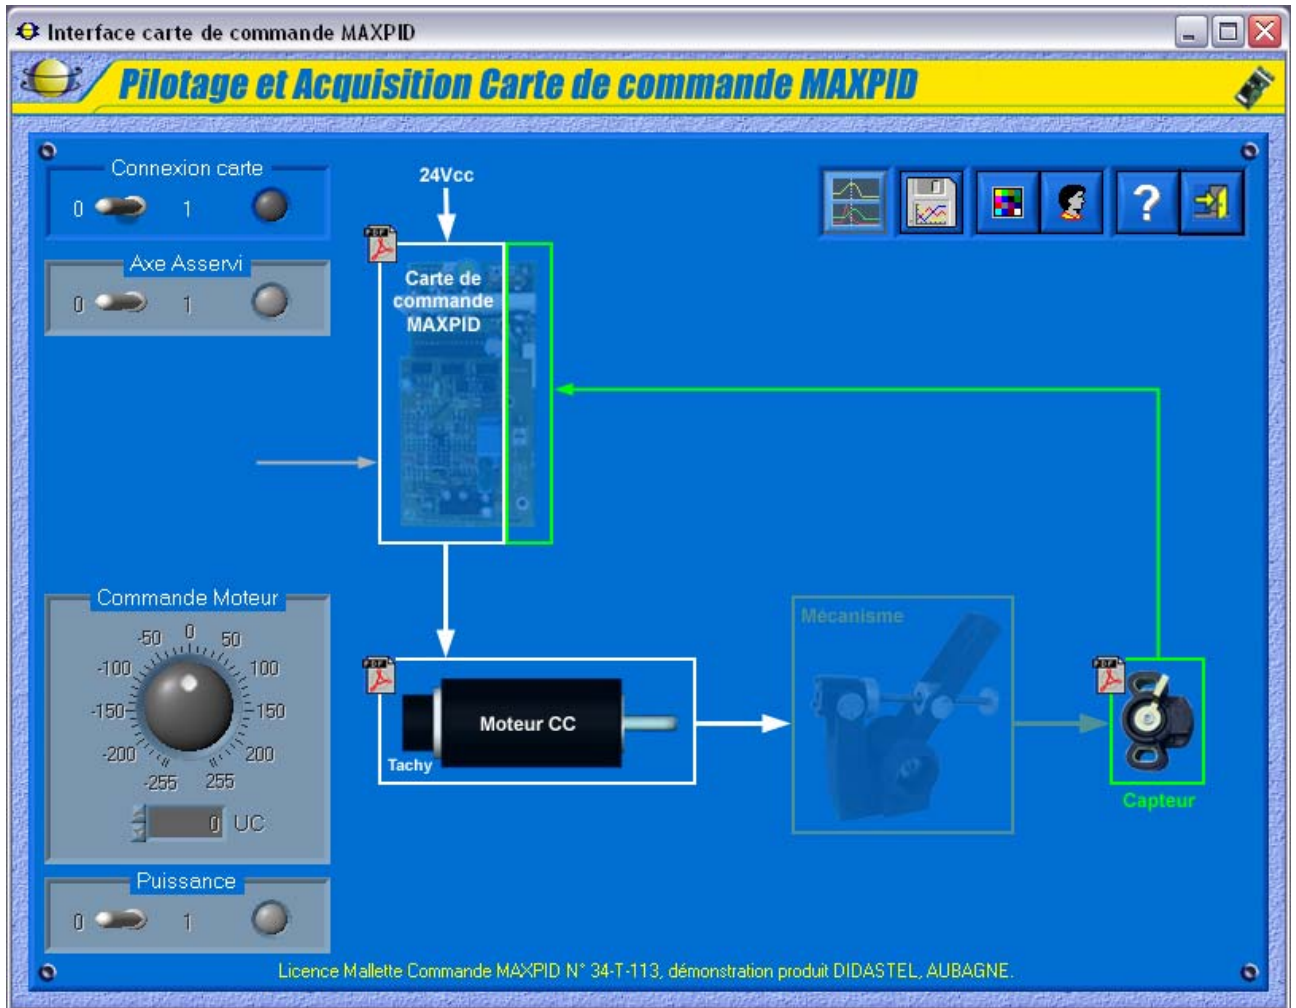 Interface carte de commande MAXPID
Pilotage et Acquisition Carte de commande MAXPID
Connexion carte
0 1
Axe Asservi
0 1
24Vcc
PDF
Carte de
commande
MAXPID
?
Commande Moteur
-50 0 50
-100 100
-150 150
-200 200
-255 255
0 UC
Puissance
0 1
PDF
Moteur CC
Tachy
Mécanisme
PDF
Capteur
Licence Mallette Commande MAXPID N° 34-T-113, démonstration produit DIDASTEL, AUBAGNE.